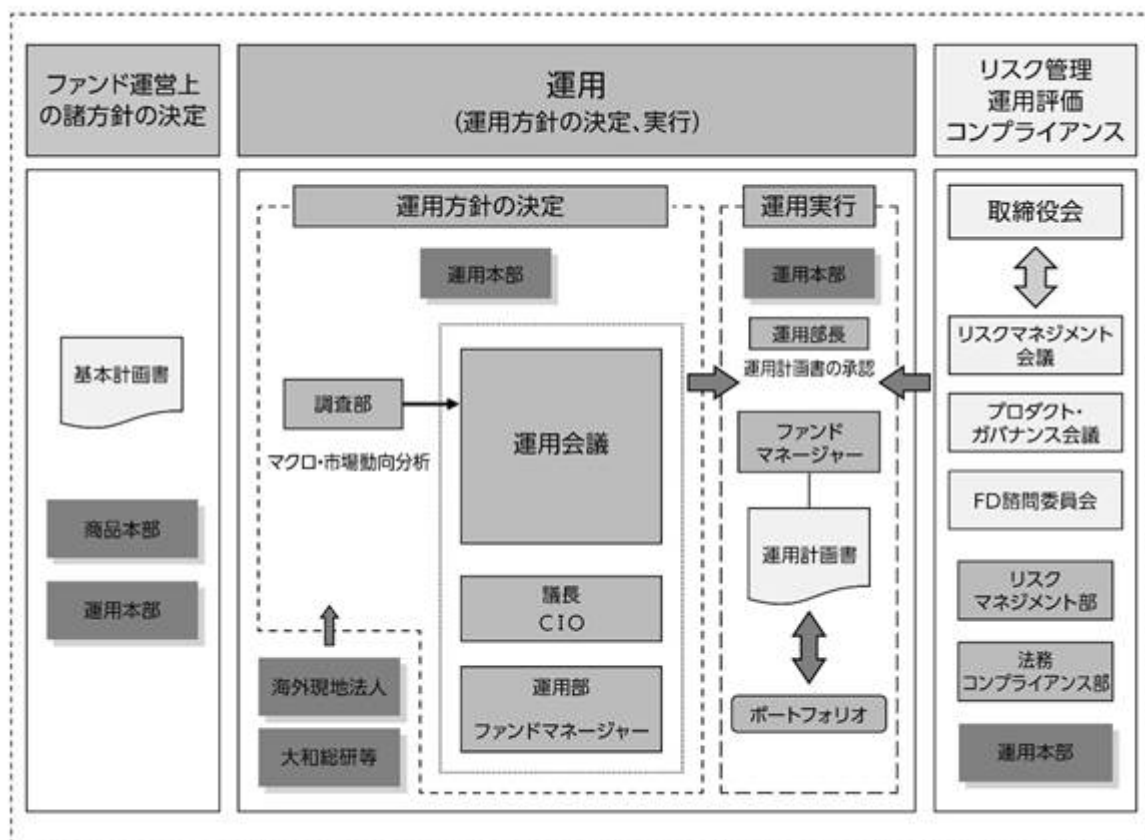 ファンド運営上
の諸方針の決定
運用
(運用方針の決定、実行)
リスク管理
運用評価
コンプライアンス
基本計画書
商品本部
運用本部
運用方針の決定
運用本部
調査部
マクロ・市場動向分析
運用会議
議長
CIO
運用部
ファンドマネージャー
海外現地法人
大和総研等
運用実行
運用本部
運用部長
運用計画書の承認
ファンド
マネージャー
運用計画書
ポートフォリオ
取締役会
リスクマネジメント
会議
プロダクト・
ガバナンス会議
FD諮問委員会
リスク
マネジメント部
法務
コンプライアンス部
運用本部